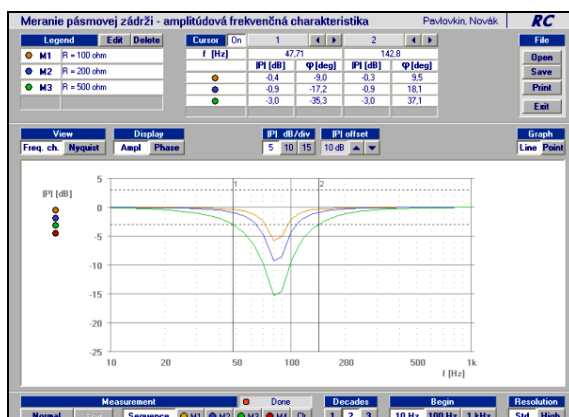 Meranie pásmovej zádrži - amplitúdová frekvenčná charakteristika Pavlovkin, Novák RC
Legend Edit Delete Cursor On 1 2 File
M1 R = 100 ohm f [Hz] 47,71 142,8 Open
M2 R = 200 ohm |P| [dB] φ [deg] |P| [dB] φ [deg] Save
M3 R = 500 ohm -0,4 -9,0 -0,3 9,5 Print
-0,9 -17,2 -0,9 18,1
-3,0 -35,3 -3,0 37,1 Exit
View Display |P| dB/div |P| offset Graph
Freq. ch. Nyquist Ampl Phase 5 10 15 10 dB Line Point
|P| [dB]
1 2
5
0
-5
-10
-15
-20
-25
10 20 50 100 200 500 1k
f [Hz]
Measurement Done Decades Begin Resolution
Normal Sequence M1 M2 M3 M4 1 2 3 10 Hz 100 Hz 1 kHz Std. High